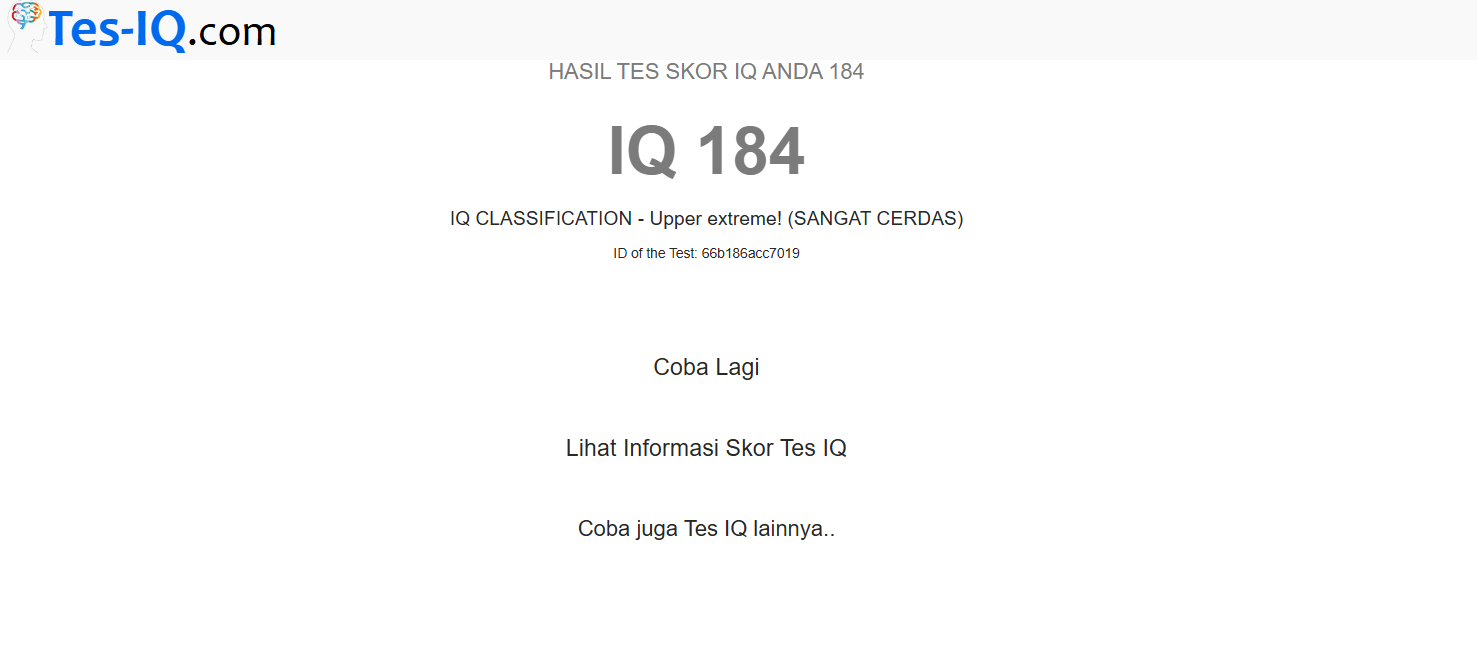 Tes-IQ.com
HASIL TES SKOR IQ ANDA 184
IQ 184
IQ CLASSIFICATION - Upper extreme! (SANGAT CERDAS)
ID of the Test: 66b186acc7019
Coba Lagi
Lihat Informasi Skor Tes IQ
Coba juga Tes IQ lainnya..